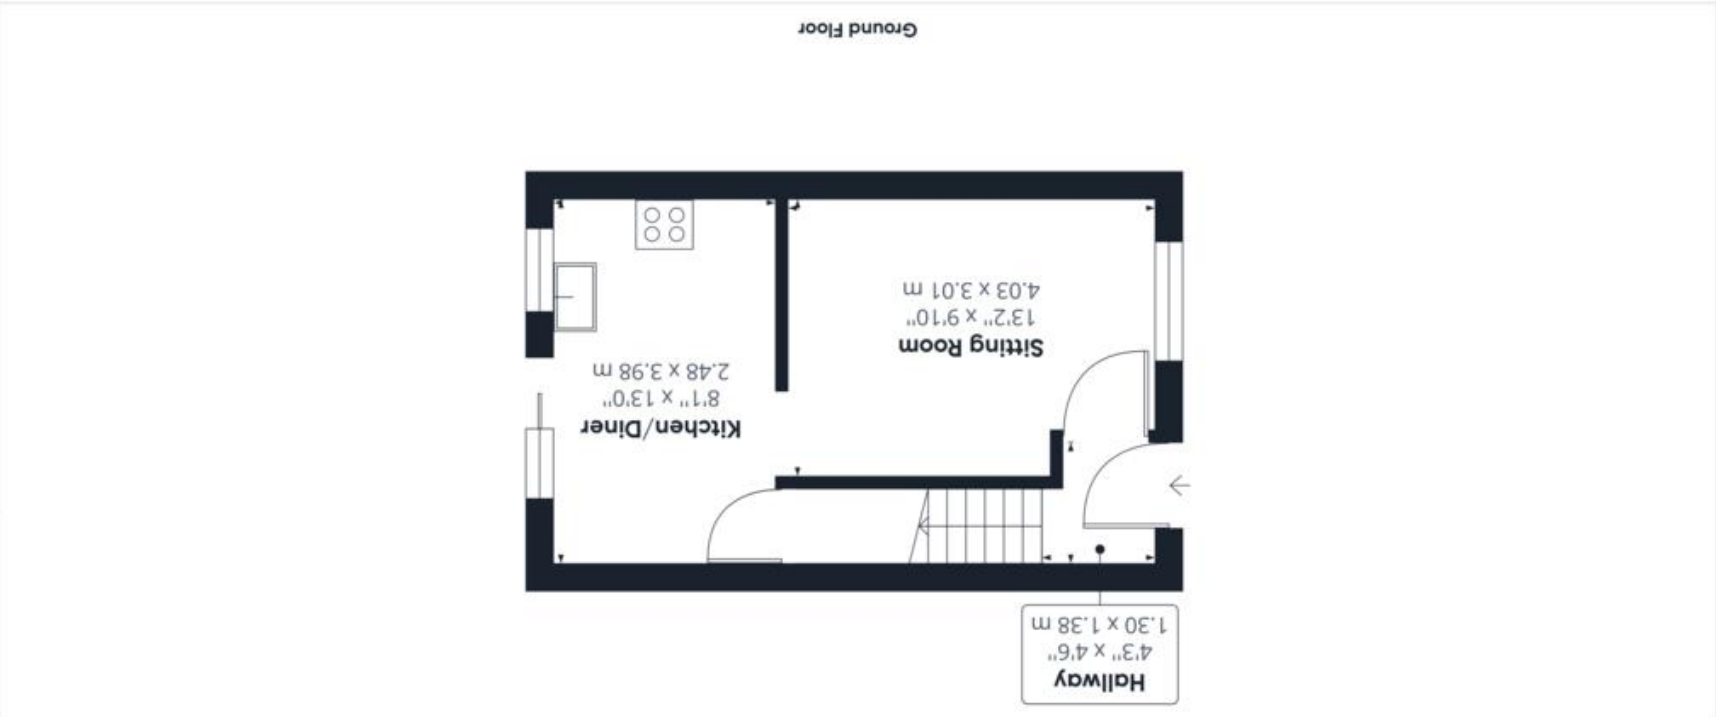 Hallway
4'3" x 4'6"
1.30 x 1.38 m
Kitchen/Diner
8'1" x 13'0"
2.48 x 3.98 m
Sitting Room
13'2" x 9'10"
4.03 x 3.01 m
Ground Floor